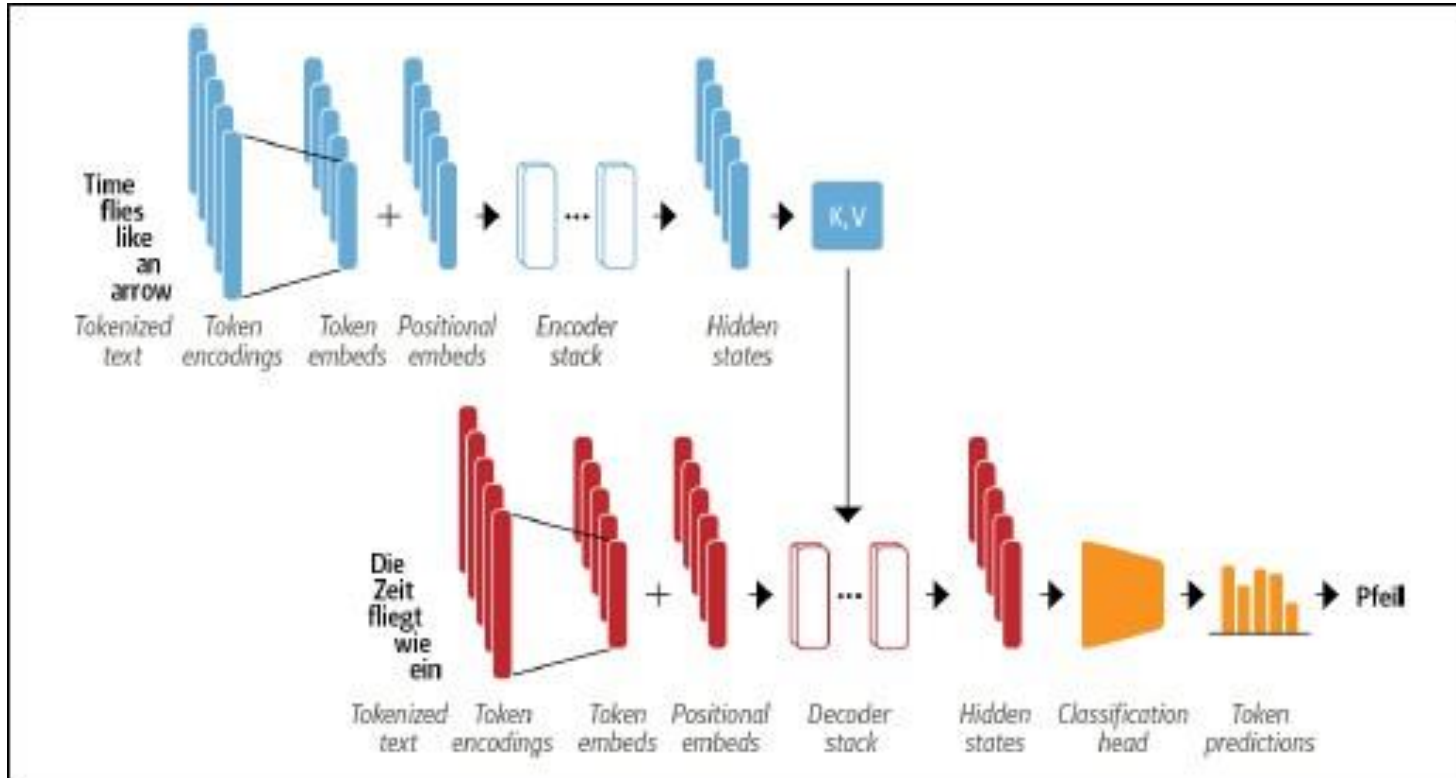 Time
flies
like
an
arrow
+
...
K, V
Tokenized text
Token encodings
Token embeds
Positional embeds
Encoder stack
Hidden states
Die
Zeit
fliegt
wie
ein
+
...
Pfeil
Tokenized text
Token encodings
Token embeds
Positional embeds
Decoder stack
Hidden states
Classification head
Token predictions